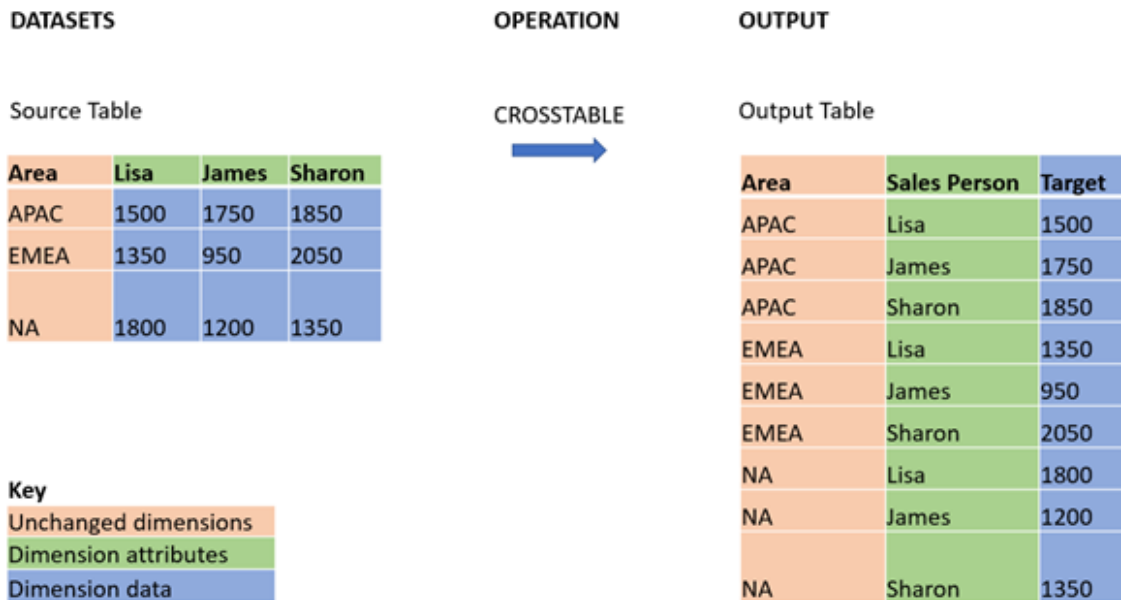 DATASETS
OPERATION
OUTPUT
Source Table
CROSSTABLE
Output Table
Area Lisa James Sharon
APAC 1500 1750 1850
EMEA 1350 950 2050
NA 1800 1200 1350
Key
Unchanged dimensions
Dimension attributes
Dimension data
Area Sales Person Target
APAC Lisa 1500
APAC James 1750
APAC Sharon 1850
EMEA Lisa 1350
EMEA James 950
EMEA Sharon 2050
NA Lisa 1800
NA James 1200
NA Sharon 1350